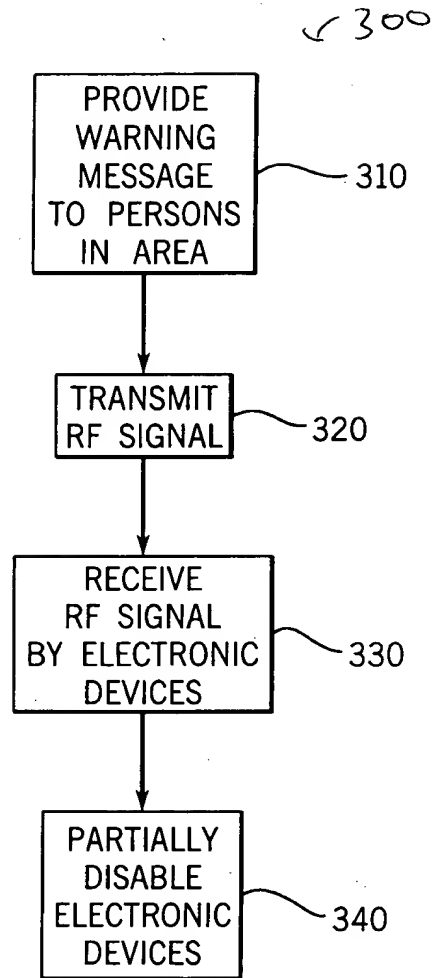 300
PROVIDE
WARNING
MESSAGE
TO PERSONS
IN AREA
310
TRANSMIT
RF SIGNAL
320
RECEIVE
RF SIGNAL
BY ELECTRONIC
DEVICES
330
PARTIALLY
DISABLE
ELECTRONIC
DEVICES
340